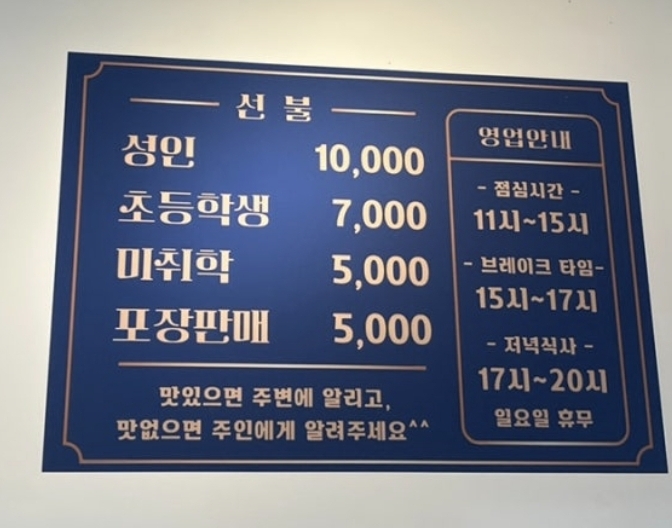 선불
성인 10,000
초등학생 7,000
미취학 5,000
포장판매 5,000
맛있으면 주변에 알리고,
맛없으면 주인에게 알려주세요^^
영업안내
- 점심시간 -
11시~15시
- 브레이크 타임-
15시~17시
- 저녁식사 -
17시~20시
일요일 휴무